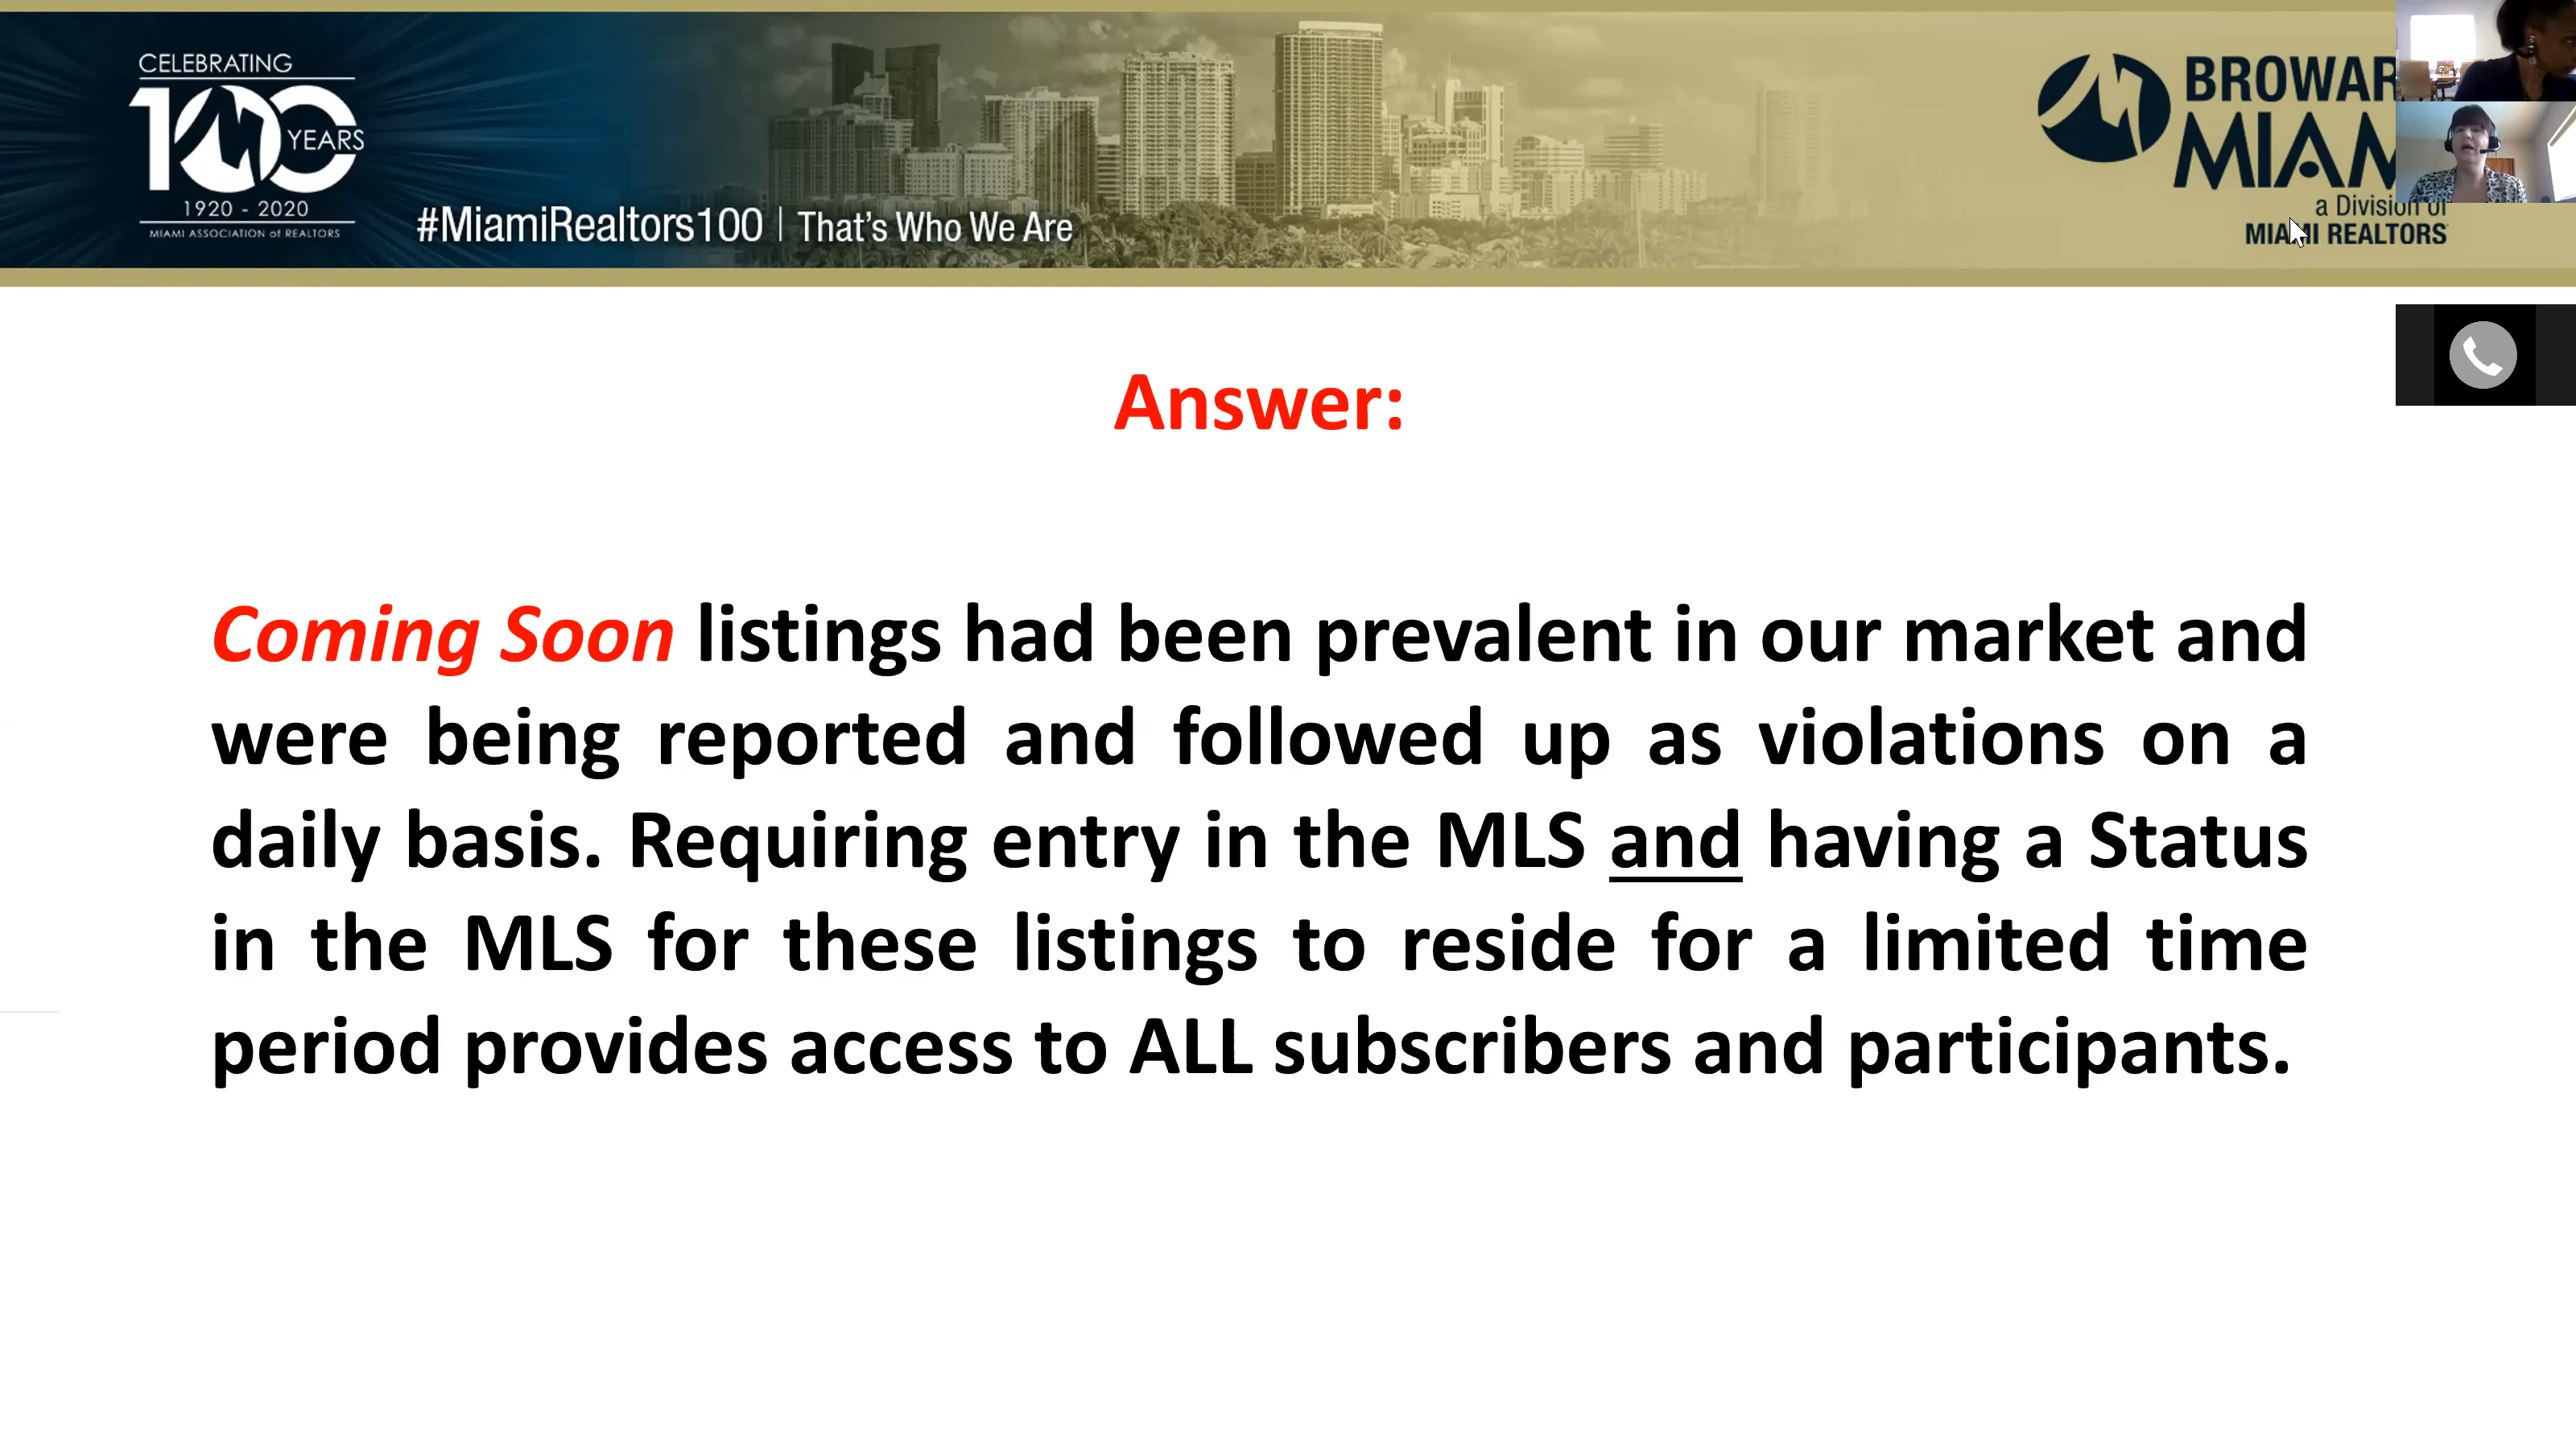 CELEBRATING
100 YEARS
1920 - 2020
MIAMI ASSOCIATION of REALTORS
#MiamiRealtors100 | That's Who We Are
a Division of
MIAMI REALTORS
Answer:
Coming Soon listings had been prevalent in our market and
were being reported and followed up as violations on a
daily basis. Requiring entry in the MLS and having a Status
in the MLS for these listings to reside for a limited time
period provides access to ALL subscribers and participants.